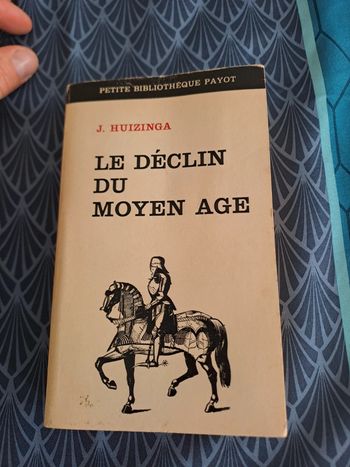 PETITE BIBLIOTHÈQUE PAYOT
J. HUIZINGA
LE DÉCLIN
DU
MOYEN AGE